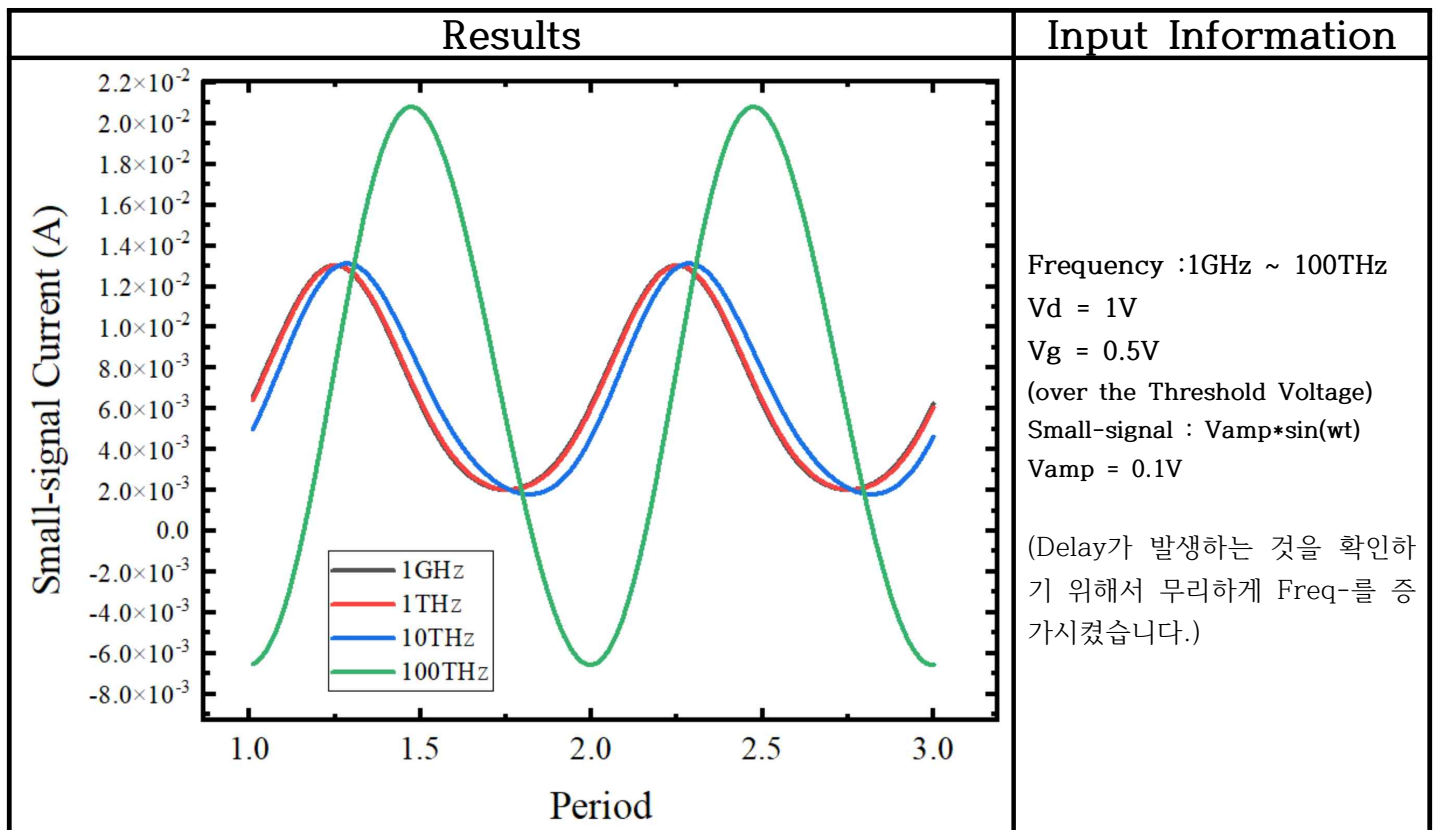 Results
Input Information
2.2×10⁻²
2.0×10⁻²
1.8×10⁻²
1.6×10⁻²
1.4×10⁻²
1.2×10⁻²
1.0×10⁻²
8.0×10⁻³
6.0×10⁻³
4.0×10⁻³
2.0×10⁻³
0.0
-2.0×10⁻³
-4.0×10⁻³
-6.0×10⁻³
-8.0×10⁻³
Small-signal Current (A)
1GHz
1THz
10THz
100THz
1.0
1.5
2.0
2.5
3.0
Period
Frequency :1GHz ~ 100THz
Vd = 1V
Vg = 0.5V
(over the Threshold Voltage)
Small-signal : Vamp*sin(wt)
Vamp = 0.1V
(Delay가 발생하는 것을 확인하
기 위해서 무리하게 Freq-를 증
가시켰습니다.)